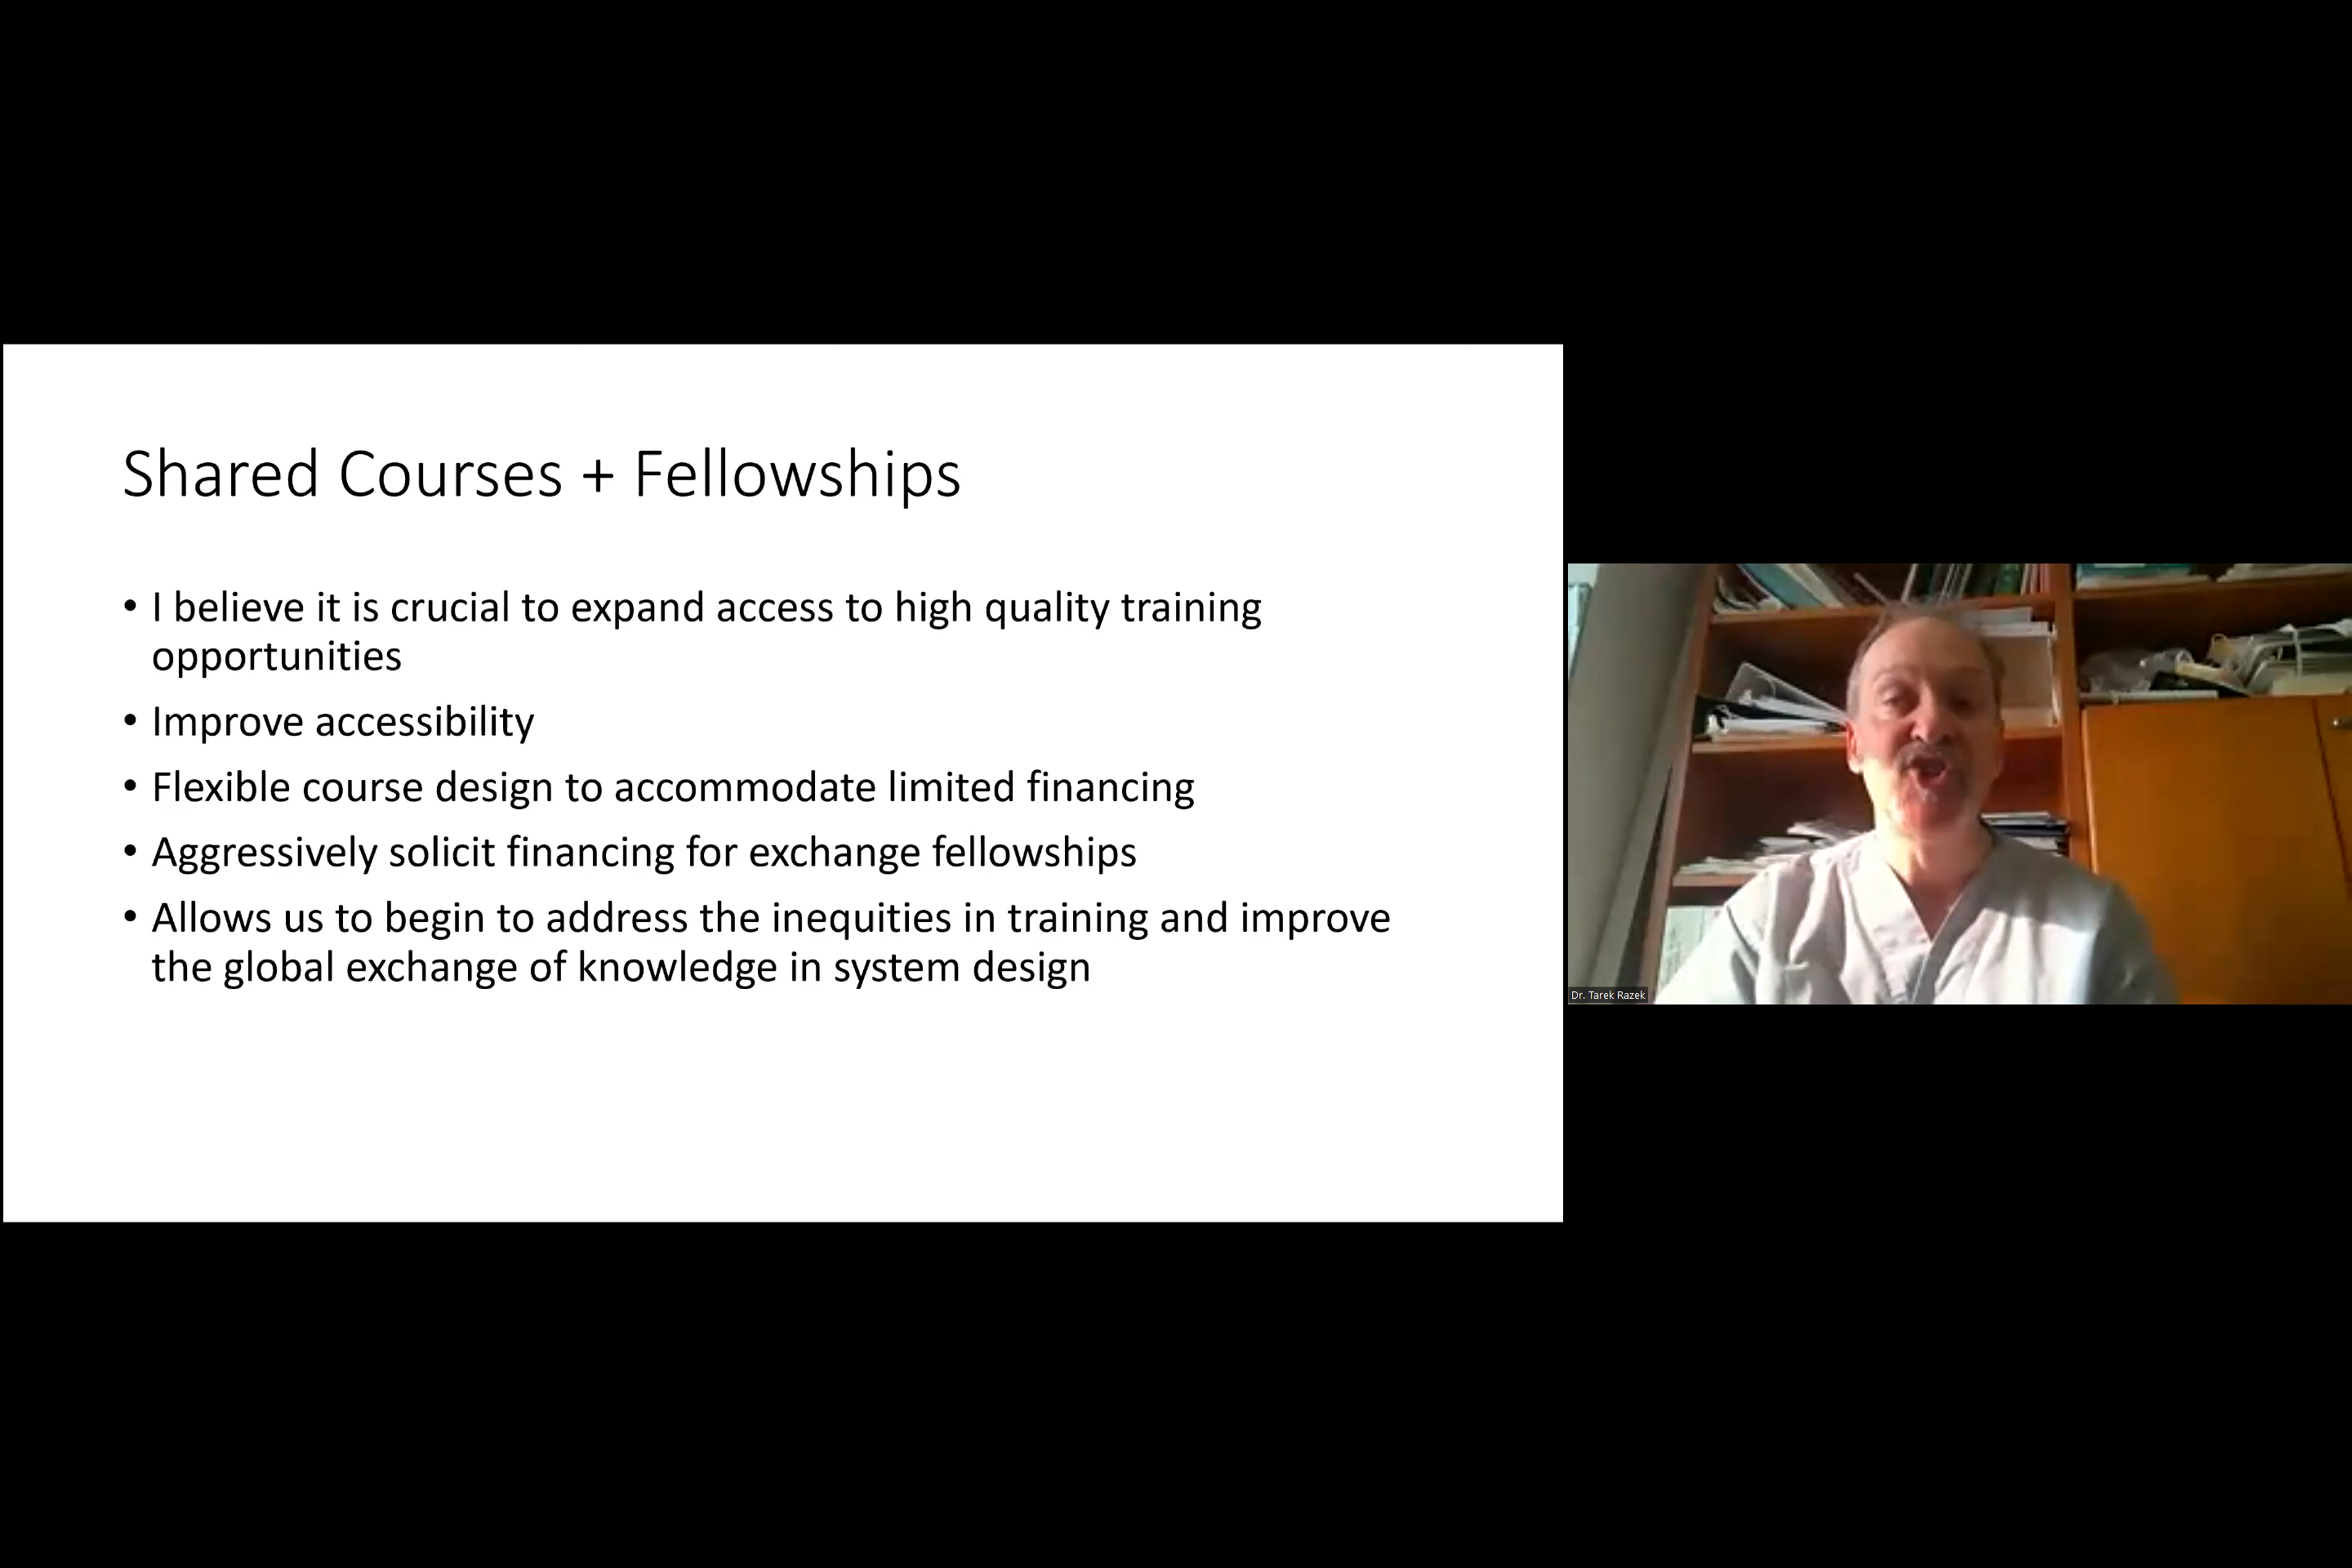 Shared Courses + Fellowships
• I believe it is crucial to expand access to high quality training
opportunities
• Improve accessibility
• Flexible course design to accommodate limited financing
• Aggressively solicit financing for exchange fellowships
• Allows us to begin to address the inequities in training and improve
the global exchange of knowledge in system design
Dr. Tarek Razek